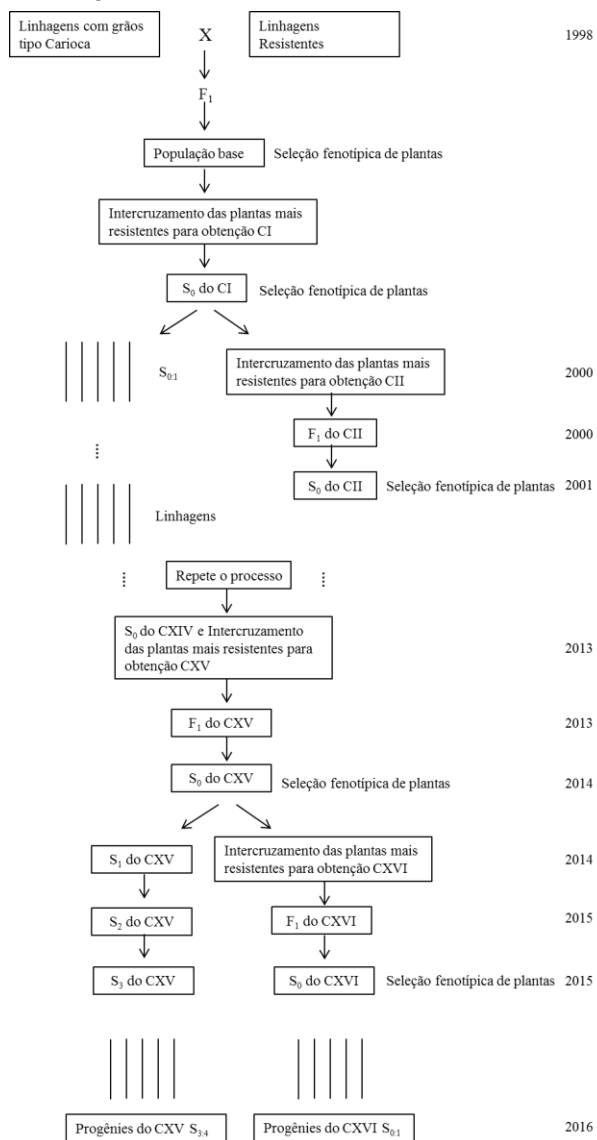 Linhagens com grãos
tipo Carioca
X
Linhagens
Resistentes
1998
F₁
População base
Seleção fenotípica de plantas
Intercruzamento das plantas mais
resistentes para obtenção CI
S₀ do CI
Seleção fenotípica de plantas
S₀:₁
Intercruzamento das plantas mais
resistentes para obtenção CII
2000
F₁ do CII
2000
S₀ do CII
Seleção fenotípica de plantas
2001
Linhagens
Repete o processo
S₀ do CXIV e Intercruzamento
das plantas mais resistentes para
obtenção CXV
2013
F₁ do CXV
2013
S₀ do CXV
Seleção fenotípica de plantas
2014
S₁ do CXV
Intercruzamento das plantas mais
resistentes para obtenção CXVI
2014
S₂ do CXV
F₁ do CXVI
2015
S₃ do CXV
S₀ do CXVI
Seleção fenotípica de plantas
2015
Progênies do CXV S₃:₄
Progênies do CXVI S₀:₁
2016